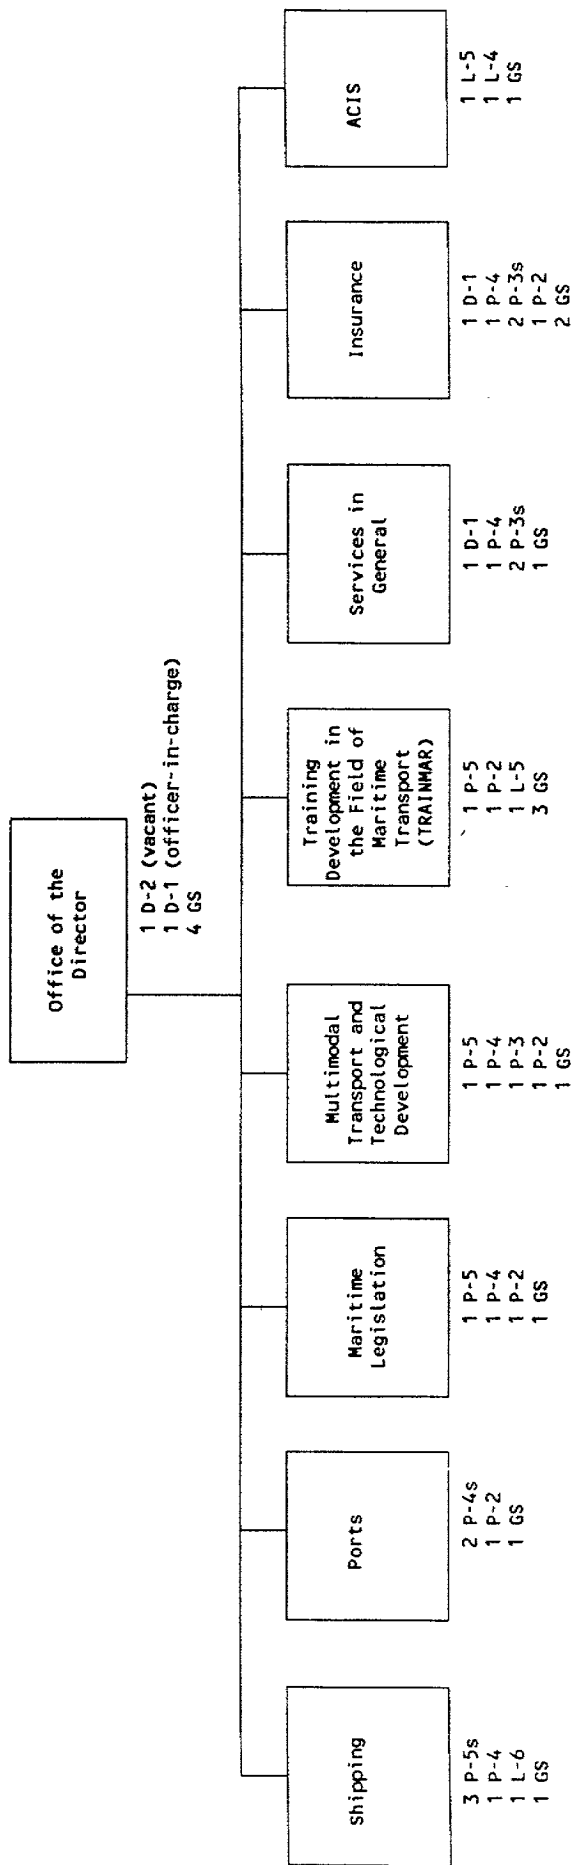 Office of the
Director
1 D-2 (vacant)
1 D-1 (officer-in-charge)
4 GS
Shipping
3 P-5s
1 P-4
1 L-6
1 GS
Ports
2 P-4s
1 P-2
1 GS
Maritime
Legislation
1 P-5
1 P-4
1 P-2
1 GS
Multimodal
Transport and
Technological
Development
1 P-5
1 P-4
1 P-3
1 P-2
1 GS
Training
Development in
the Field of
Maritime
Transport
(TRAINMAR)
1 P-5
1 P-2
1 L-5
3 GS
Services in
General
1 D-1
1 P-4
2 P-3s
1 GS
Insurance
1 D-1
1 P-4
2 P-3s
1 P-2
2 GS
ACIS
1 L-5
1 L-4
1 GS